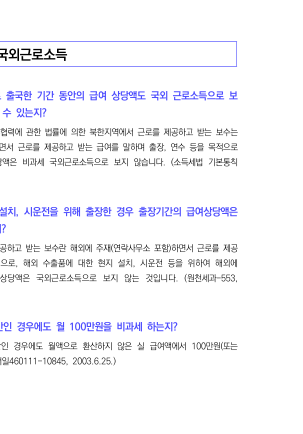 국외근로소득
출국한 기간 동안의 급여 상당액도 국외 근로소득으로 보
수 있는지?
협력에 관한 법률에 의한 북한지역에서 근로를 제공하고 받는 보수는
면서 근로를 제공하고 받는 급여를 말하며 출장, 연수 등을 목적으로
액은 비과세 국외근로소득으로 보지 않습니다. (소득세법 기본통칙
설치, 시운전을 위해 출장한 경우 출장기간의 급여상당액은
?
공하고 받는 보수란 해외에 주재(연락사무소 포함)하면서 근로를 제공
으로, 해외 수출품에 대한 현지 설치, 시운전 등을 위하여 해외에
상당액은 국외근로소득으로 보지 않는 것입니다. (원천세과-553,
인 경우에도 월 100만원을 비과세 하는지?
인 경우에도 월액으로 환산하지 않은 실 급여액에서 100만원(또는
460111-10845, 2003.6.25.)